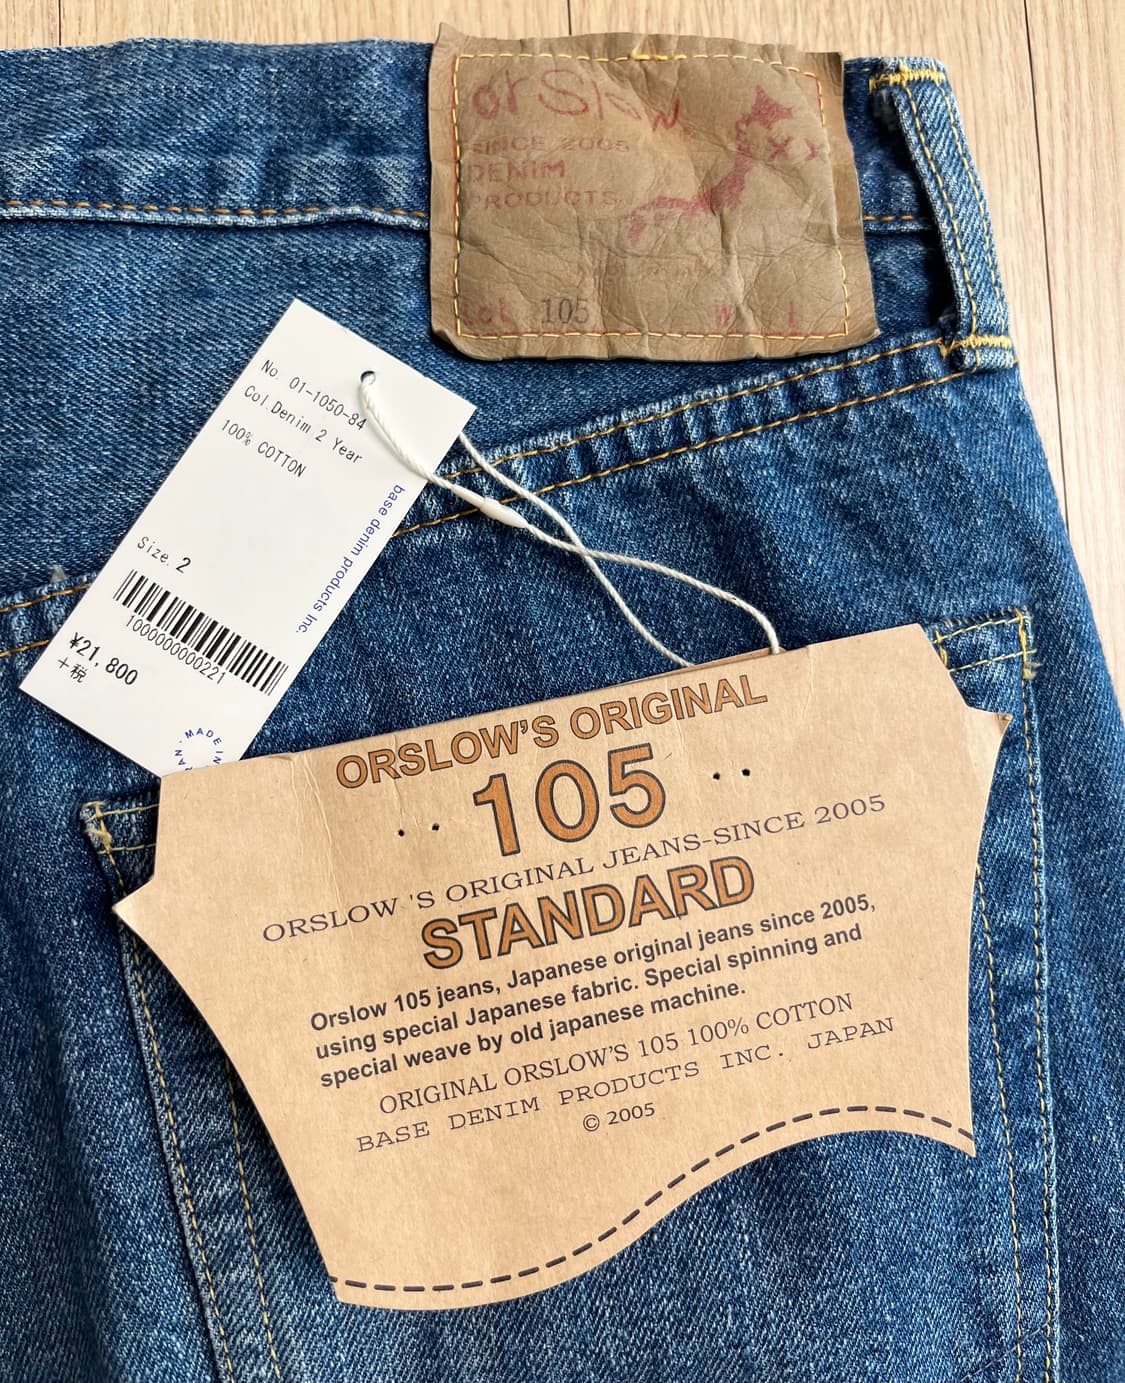 orSlow.
SINCE 2005
DENIM
PRODUCTS
Lot 105 W L
No. 01-1050-84
Col.Denim 2 Year
100% COTTON
base denim products Inc.
Size. 2
1000000000221
¥21,800
+税
MADE IN
ORSLOW'S ORIGINAL
105
ORSLOW 'S ORIGINAL JEANS-SINCE 2005
STANDARD
Orslow 105 jeans, Japanese original jeans since 2005,
using special Japanese fabric. Special spinning and
special weave by old japanese machine.
ORIGINAL ORSLOW'S 105 100% COTTON
BASE DENIM PRODUCTS INC. JAPAN
© 2005